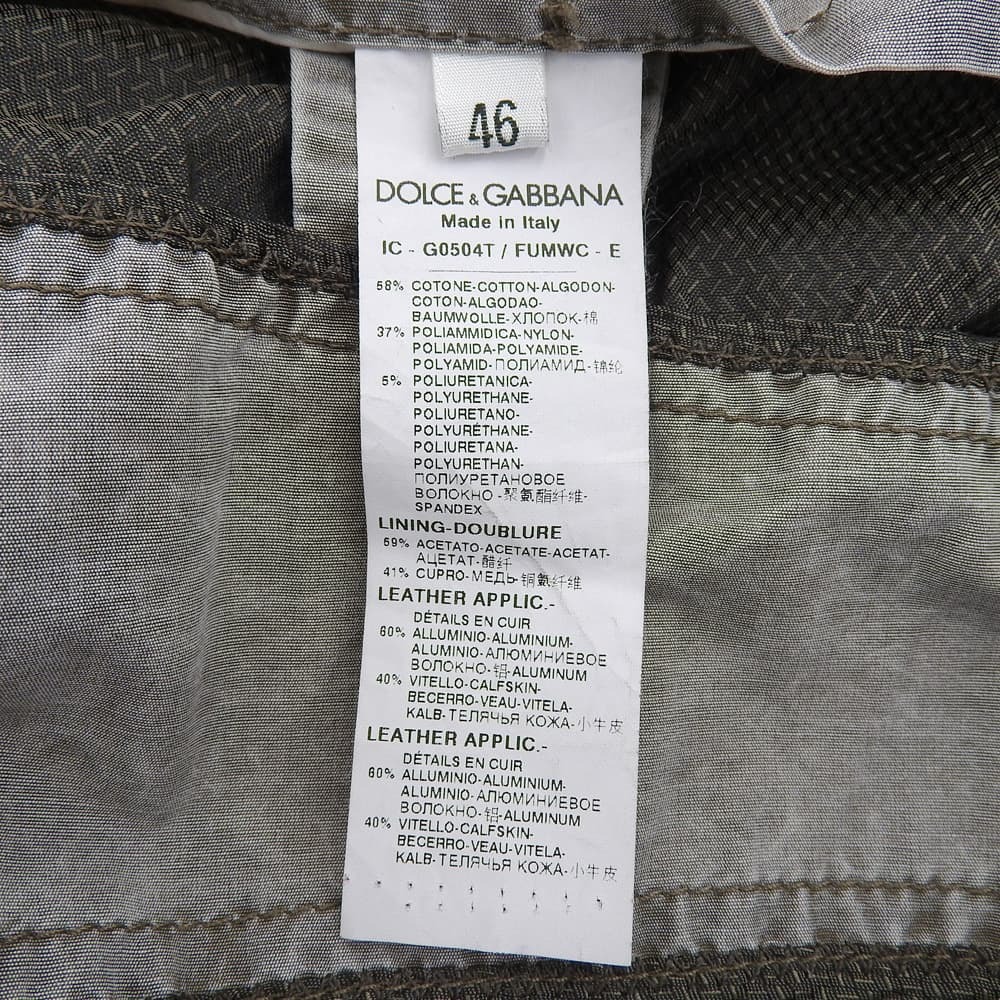 46
DOLCE & GABBANA
Made in Italy
IC - G0504T / FUMWC - E
58% COTONE-COTTON-ALGODON-
COTON-ALGODAO-
BAUMWOLLE-ХЛОПОК-棉
37% POLIAMMIDICA-NYLON-
POLIAMIDA-POLYAMIDE-
POLYAMID-ПОЛИАМИД-锦纶
5% POLIURETANICA-
POLYURETHANE-
POLIURETANO-
POLYURÉTHANE-
POLIURETANA-
POLYURETHAN-
ПОЛИУРЕТАНОВОЕ
ВОЛОКНО-聚氨酯纤维-
SPANDEX
LINING-DOUBLURE
59% ACETATO-ACETATE-ACETAT-
АЦЕТАТ-醋纤
41% CUPRO-МЕДЬ-铜氨纤维
LEATHER APPLIC.-
DÉTAILS EN CUIR
60% ALLUMINIO-ALUMINIUM-
ALUMINIO-АЛЮМИНИЕВОЕ
ВОЛОКНО-铝-ALUMINUM
40% VITELLO-CALFSKIN-
BECERRO-VEAU-VITELA-
KALB-ТЕЛЯЧЬЯ КОЖА-小牛皮
LEATHER APPLIC.-
DÉTAILS EN CUIR
60% ALLUMINIO-ALUMINIUM-
ALUMINIO-АЛЮМИНИЕВОЕ
ВОЛОКНО-铝-ALUMINUM
40% VITELLO-CALFSKIN-
BECERRO-VEAU-VITELA-
KALB-ТЕЛЯЧЬЯ КОЖА-小牛皮